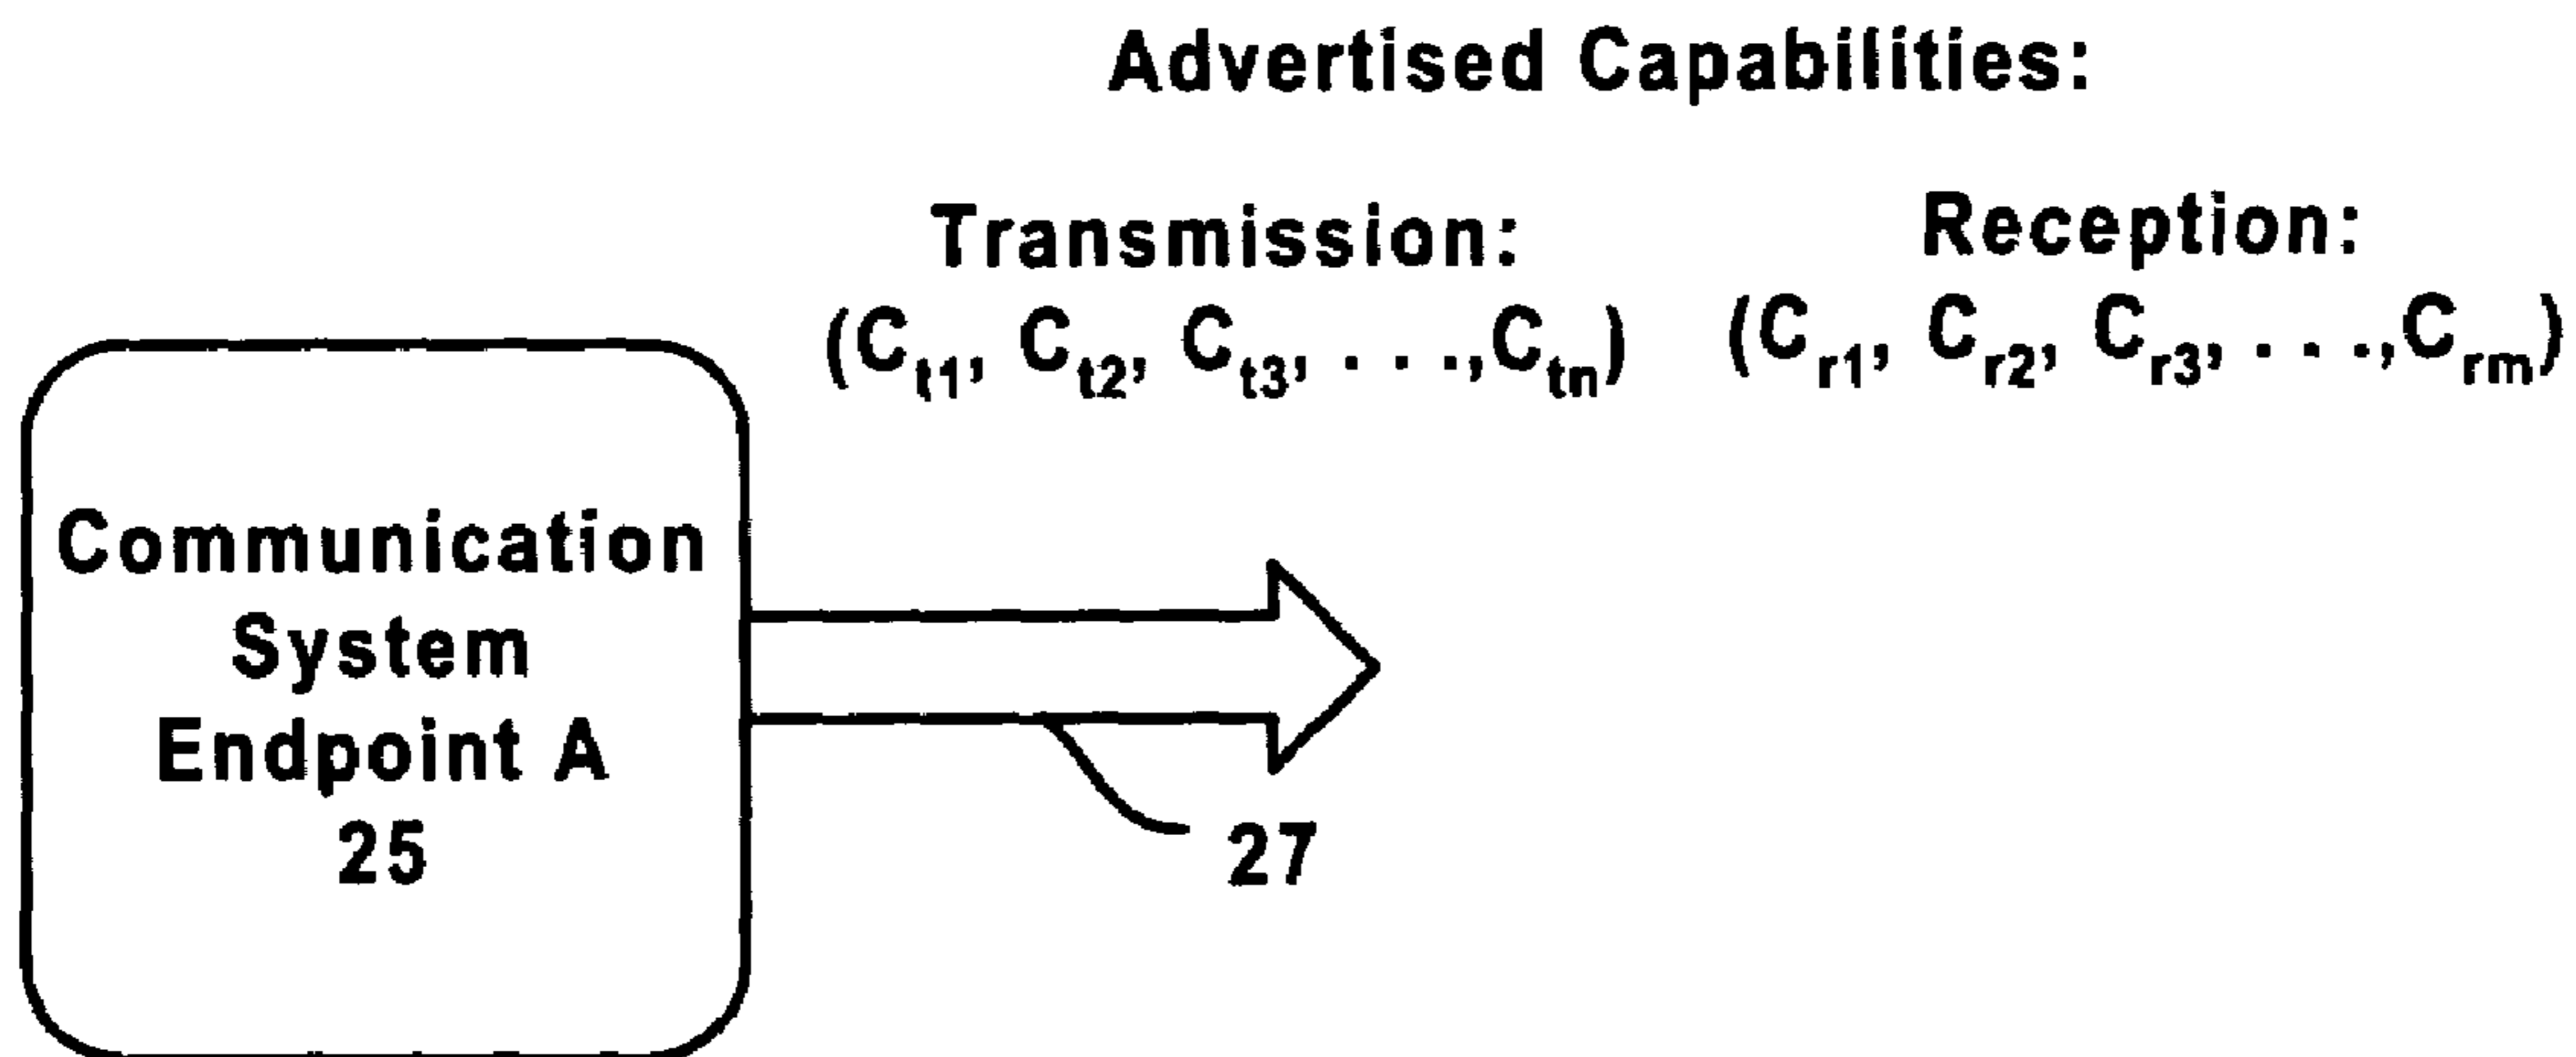 Advertised Capabilities:
Transmission:
(Ct1, Ct2, Ct3, . . .,Ctn)
Reception:
(Cr1, Cr2, Cr3, . . .,Crm)
Communication
System
Endpoint A
25
27